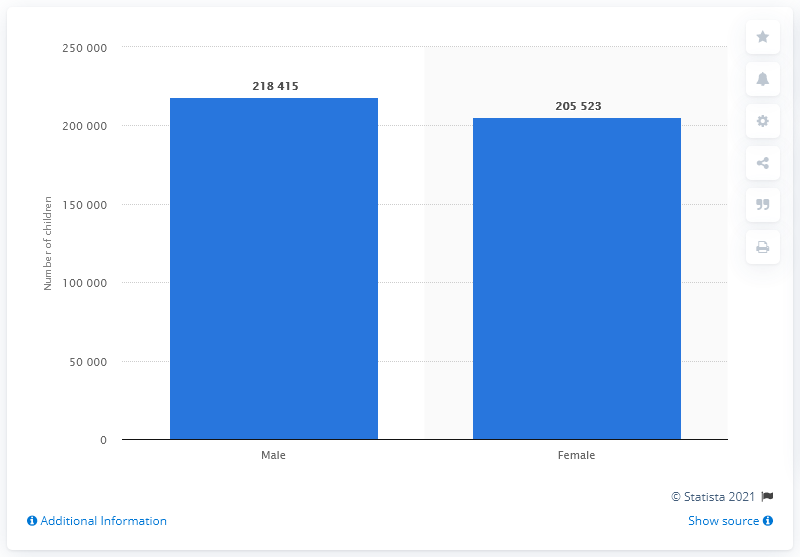 250 000
218 415
205 523
200 000
150 000
Number of children
100 000
50 000
0
Male
Female
© Statista 2021
Additional Information
Show source